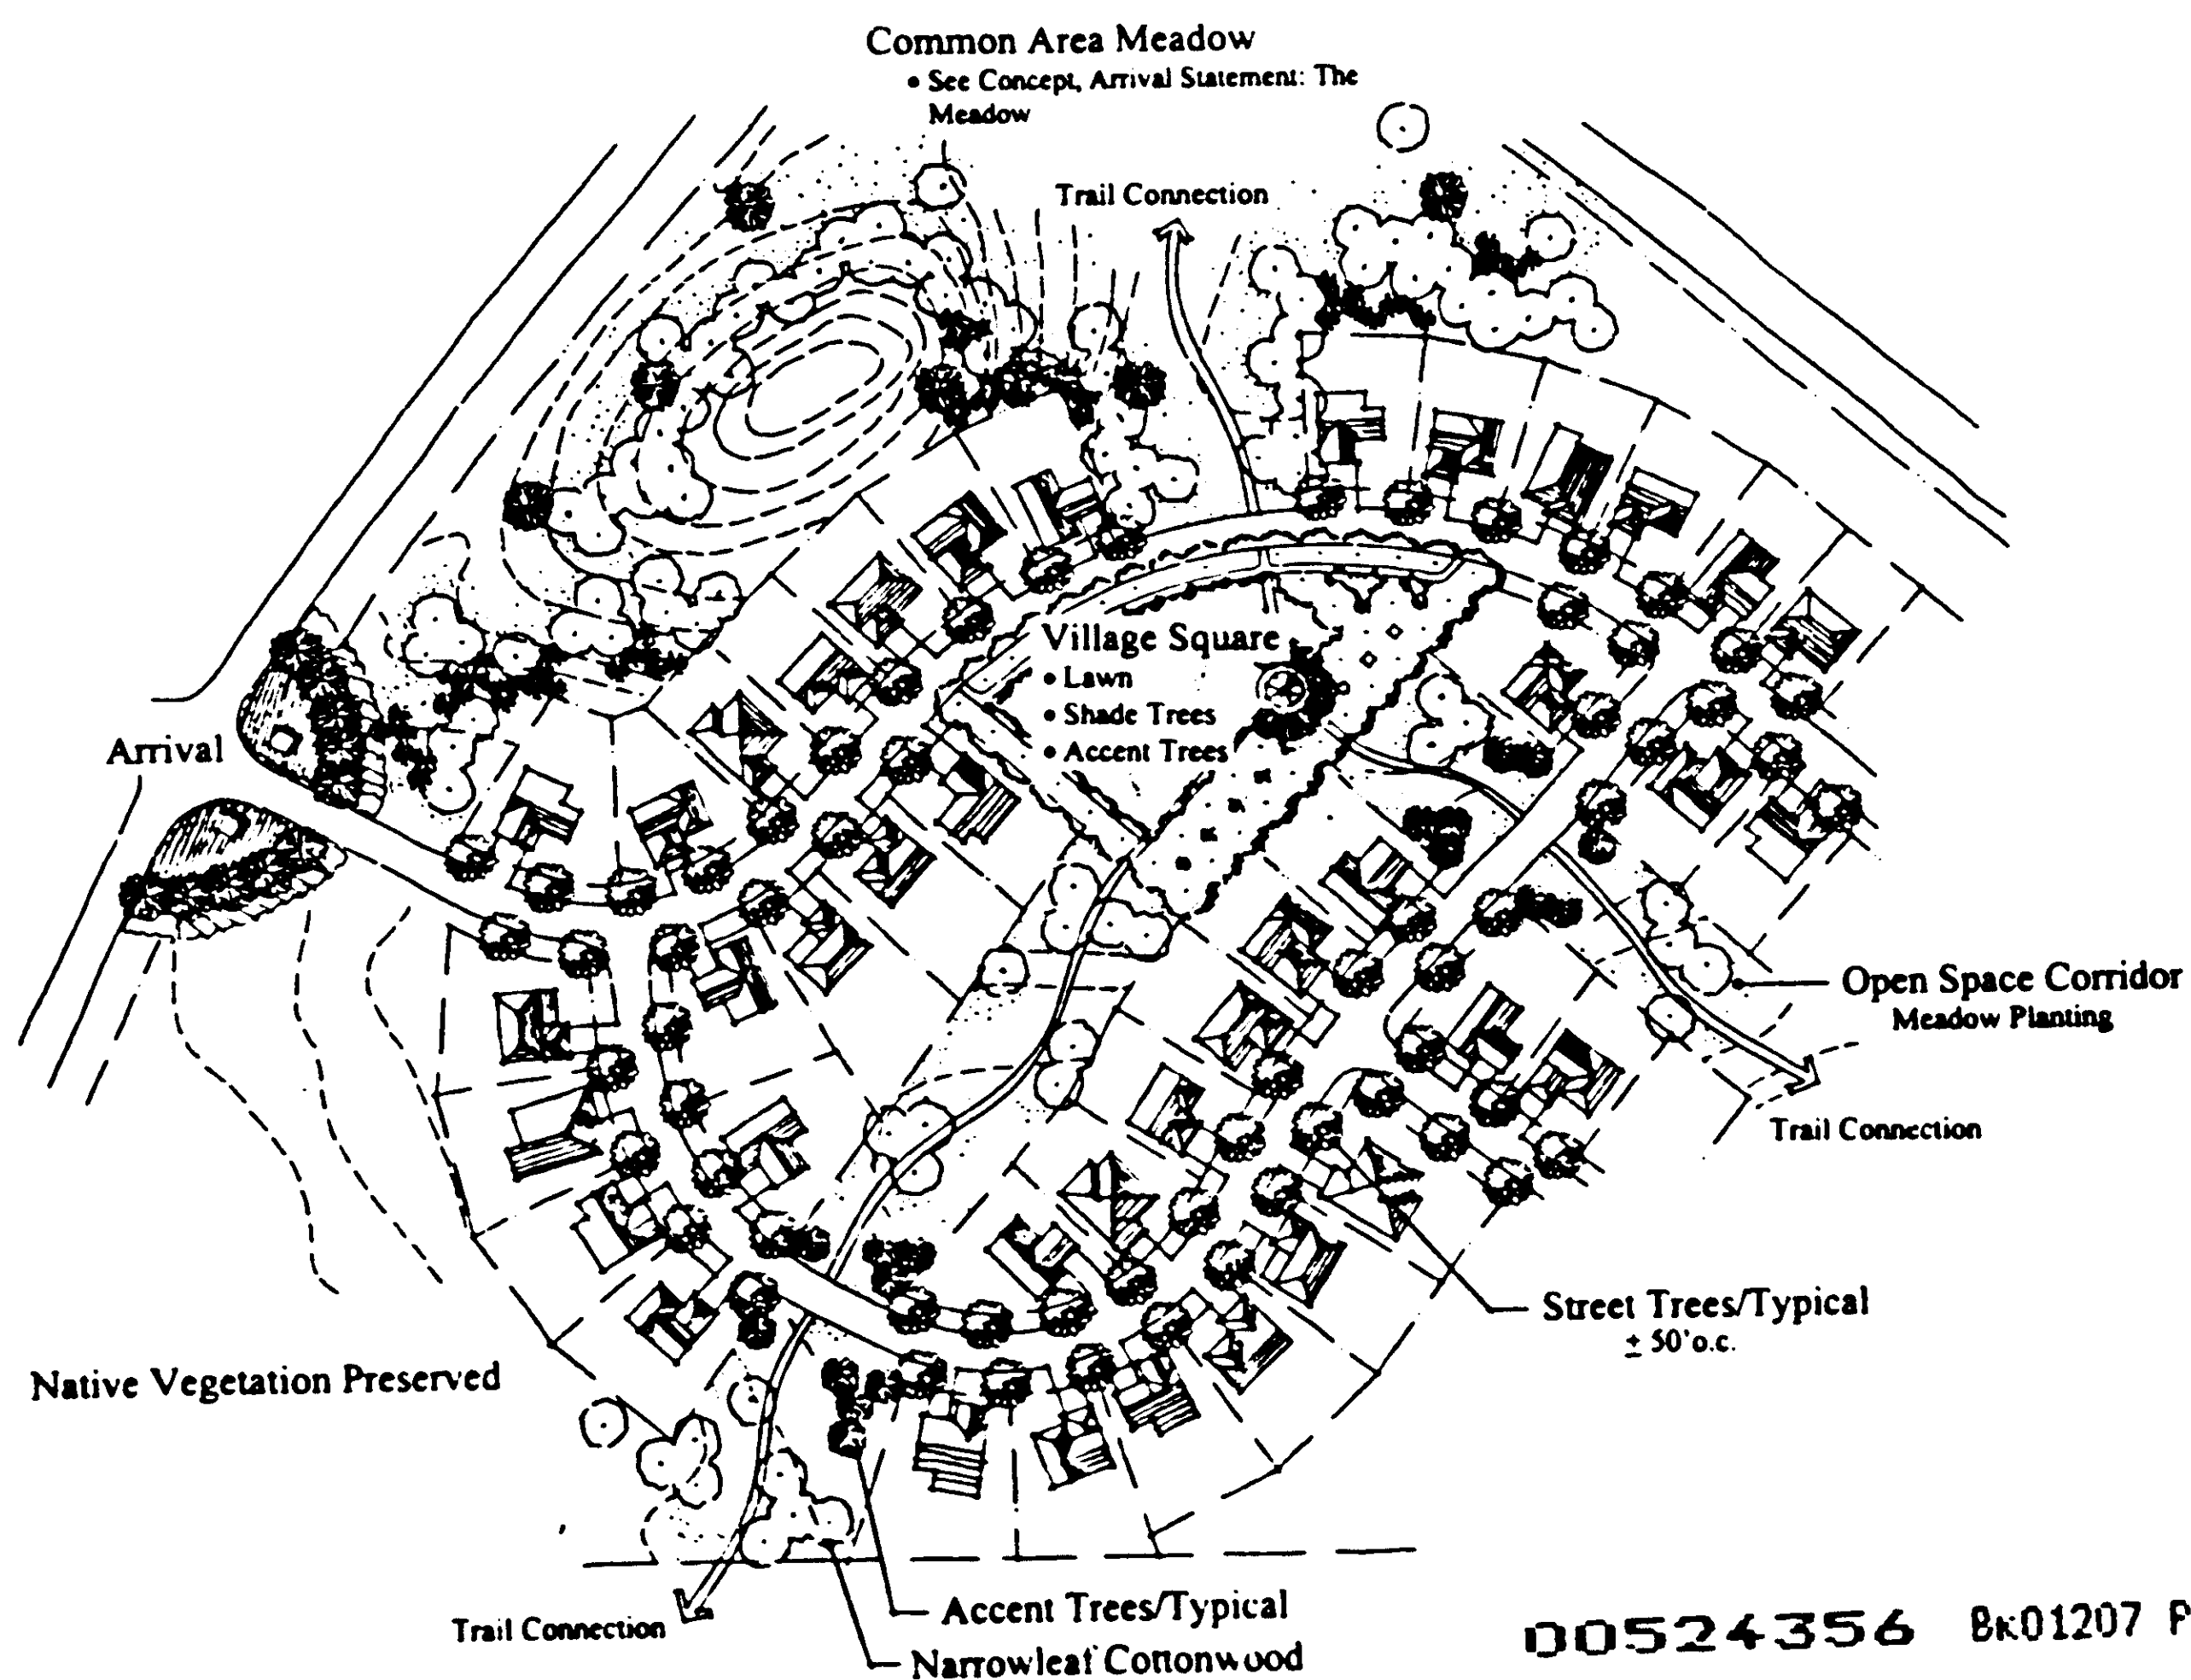 Common Area Meadow
• See Concept, Arrival Statement: The
Meadow
Trail Connection
Village Square
• Lawn
• Shade Trees
• Accent Trees
Arrival
Open Space Corridor
Meadow Planting
Trail Connection
Street Trees/Typical
± 50' o.c.
Native Vegetation Preserved
Trail Connection
Accent Trees/Typical
Narrowleaf Cottonwood
00524356 BK01207 P